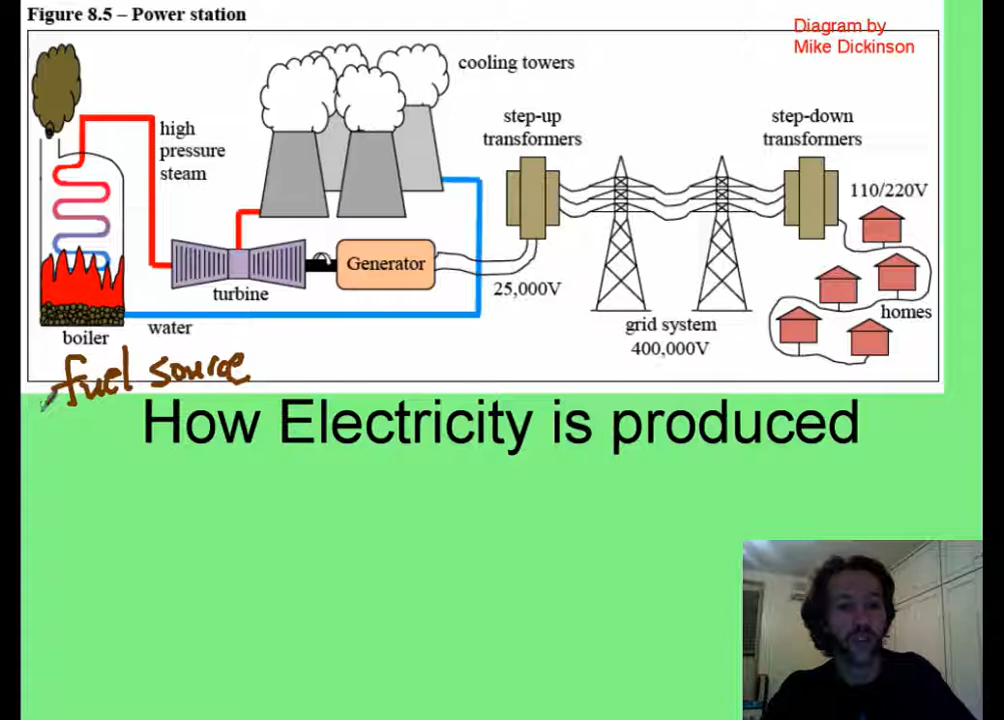 Figure 8.5 – Power station
Diagram by
Mike Dickinson
cooling towers
step-up
transformers
step-down
transformers
high
pressure
steam
110/220V
Generator
turbine
25,000V
homes
grid system
400,000V
water
boiler
fuel source
How Electricity is produced